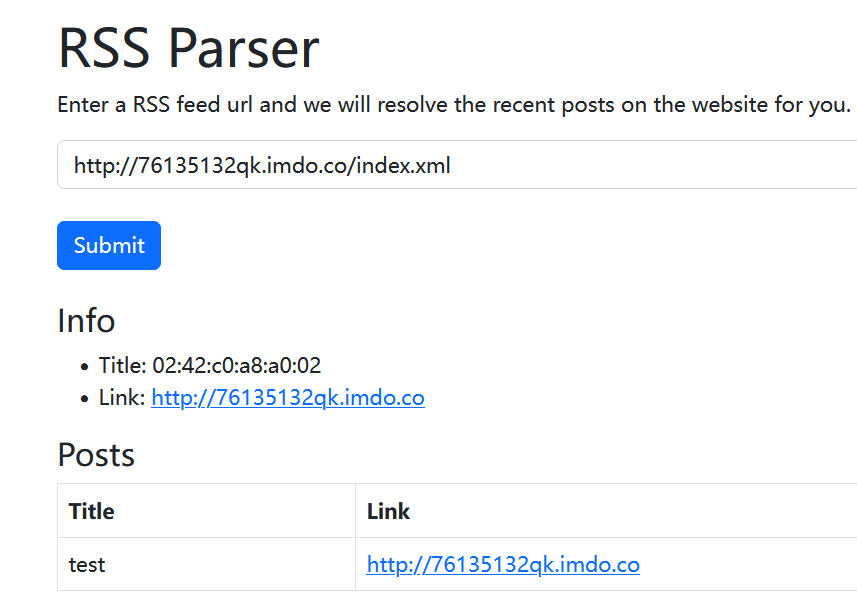 RSS Parser
Enter a RSS feed url and we will resolve the recent posts on the website for you.
http://76135132qk.imdo.co/index.xml
Submit
Info
• Title: 02:42:c0:a8:a0:02
• Link: http://76135132qk.imdo.co
Posts
Title Link
test http://76135132qk.imdo.co